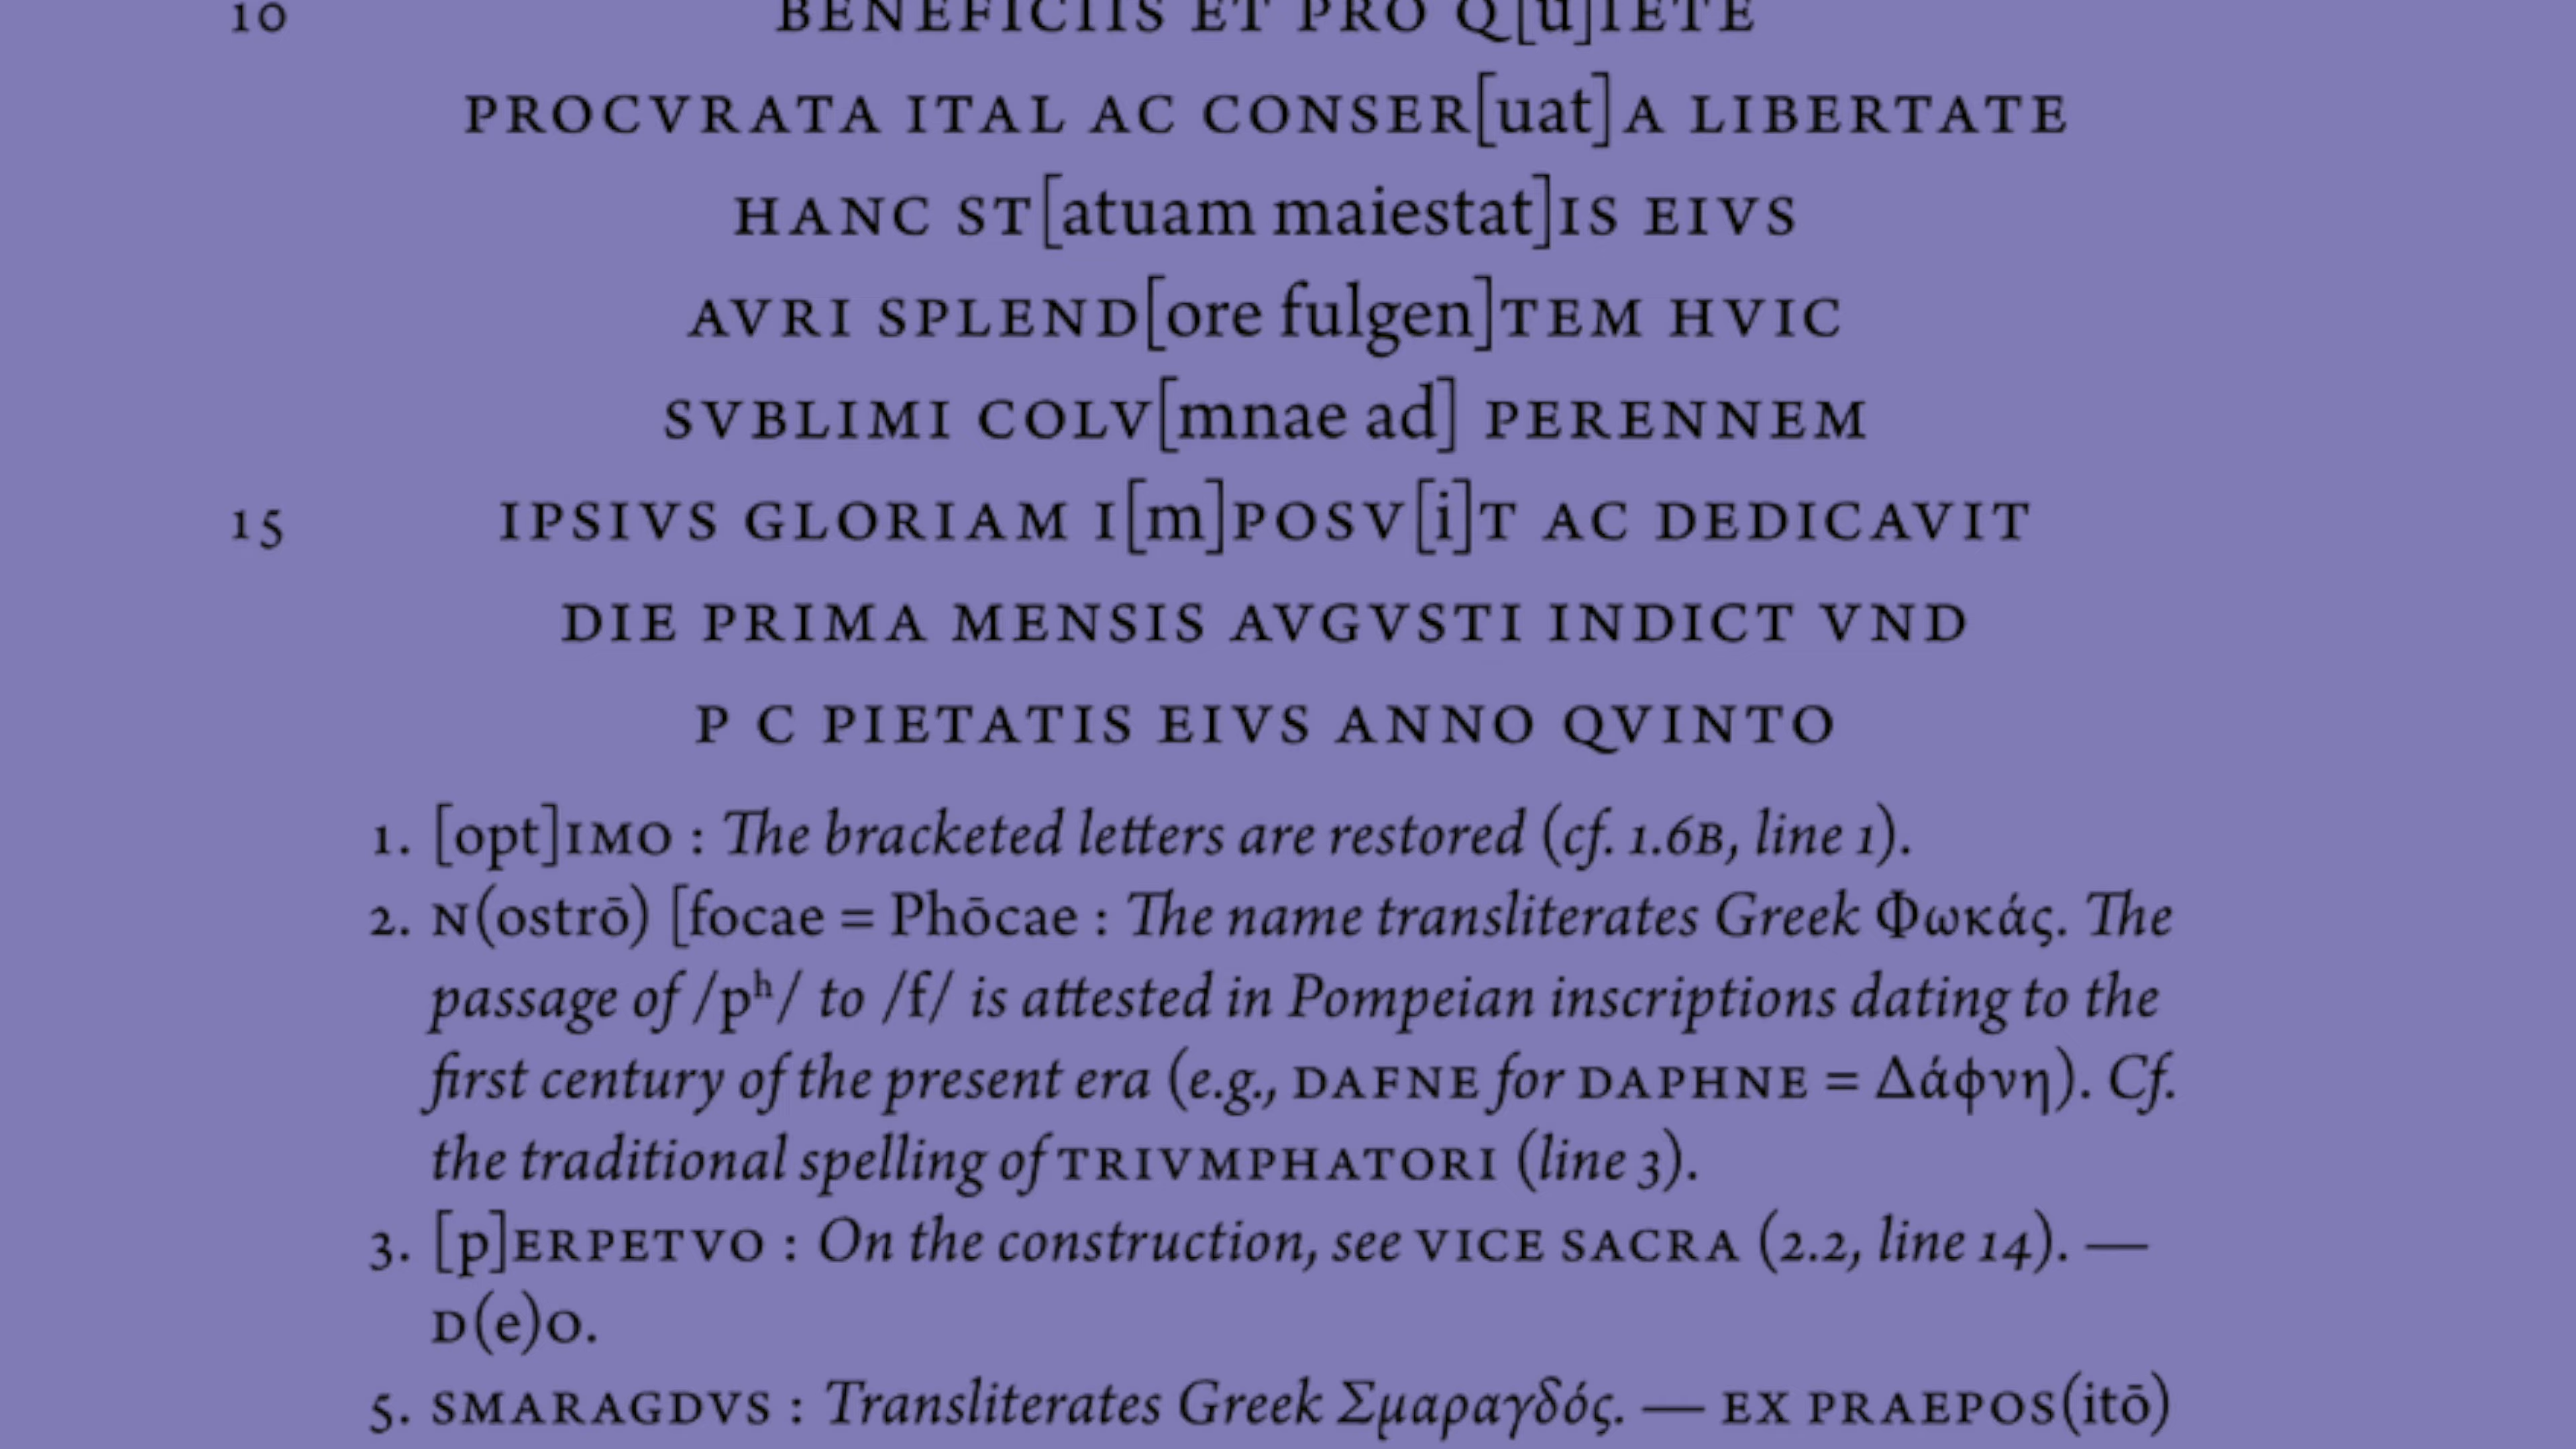 10 BENEFICIIS ET PRO Q[u]IETE
PROCVRATA ITAL AC CONSER[uat]A LIBERTATE
HANC ST[atuam maiestat]IS EIVS
AVRI SPLEND[ore fulgen]TEM HVIC
SVBLIMI COLV[mnae ad] PERENNEM
15 IPSIVS GLORIAM I[m]POSV[i]T AC DEDICAVIT
DIE PRIMA MENSIS AVGVSTI INDICT VND
P C PIETATIS EIVS ANNO QVINTO
1. [opt]IMO : The bracketed letters are restored (cf. 1.6B, line 1).
2. N(ostrō) [focae = Phōcae : The name transliterates Greek Φωκάς. The
passage of /pʰ/ to /f/ is attested in Pompeian inscriptions dating to the
first century of the present era (e.g., DAFNE for DAPHNE = Δάφνη). Cf.
the traditional spelling of TRIVMPHATORI (line 3).
3. [p]ERPETVO : On the construction, see VICE SACRA (2.2, line 14). —
D(e)O.
5. SMARAGDVS : Transliterates Greek Σμαραγδός. — EX PRAEPOS(itō)